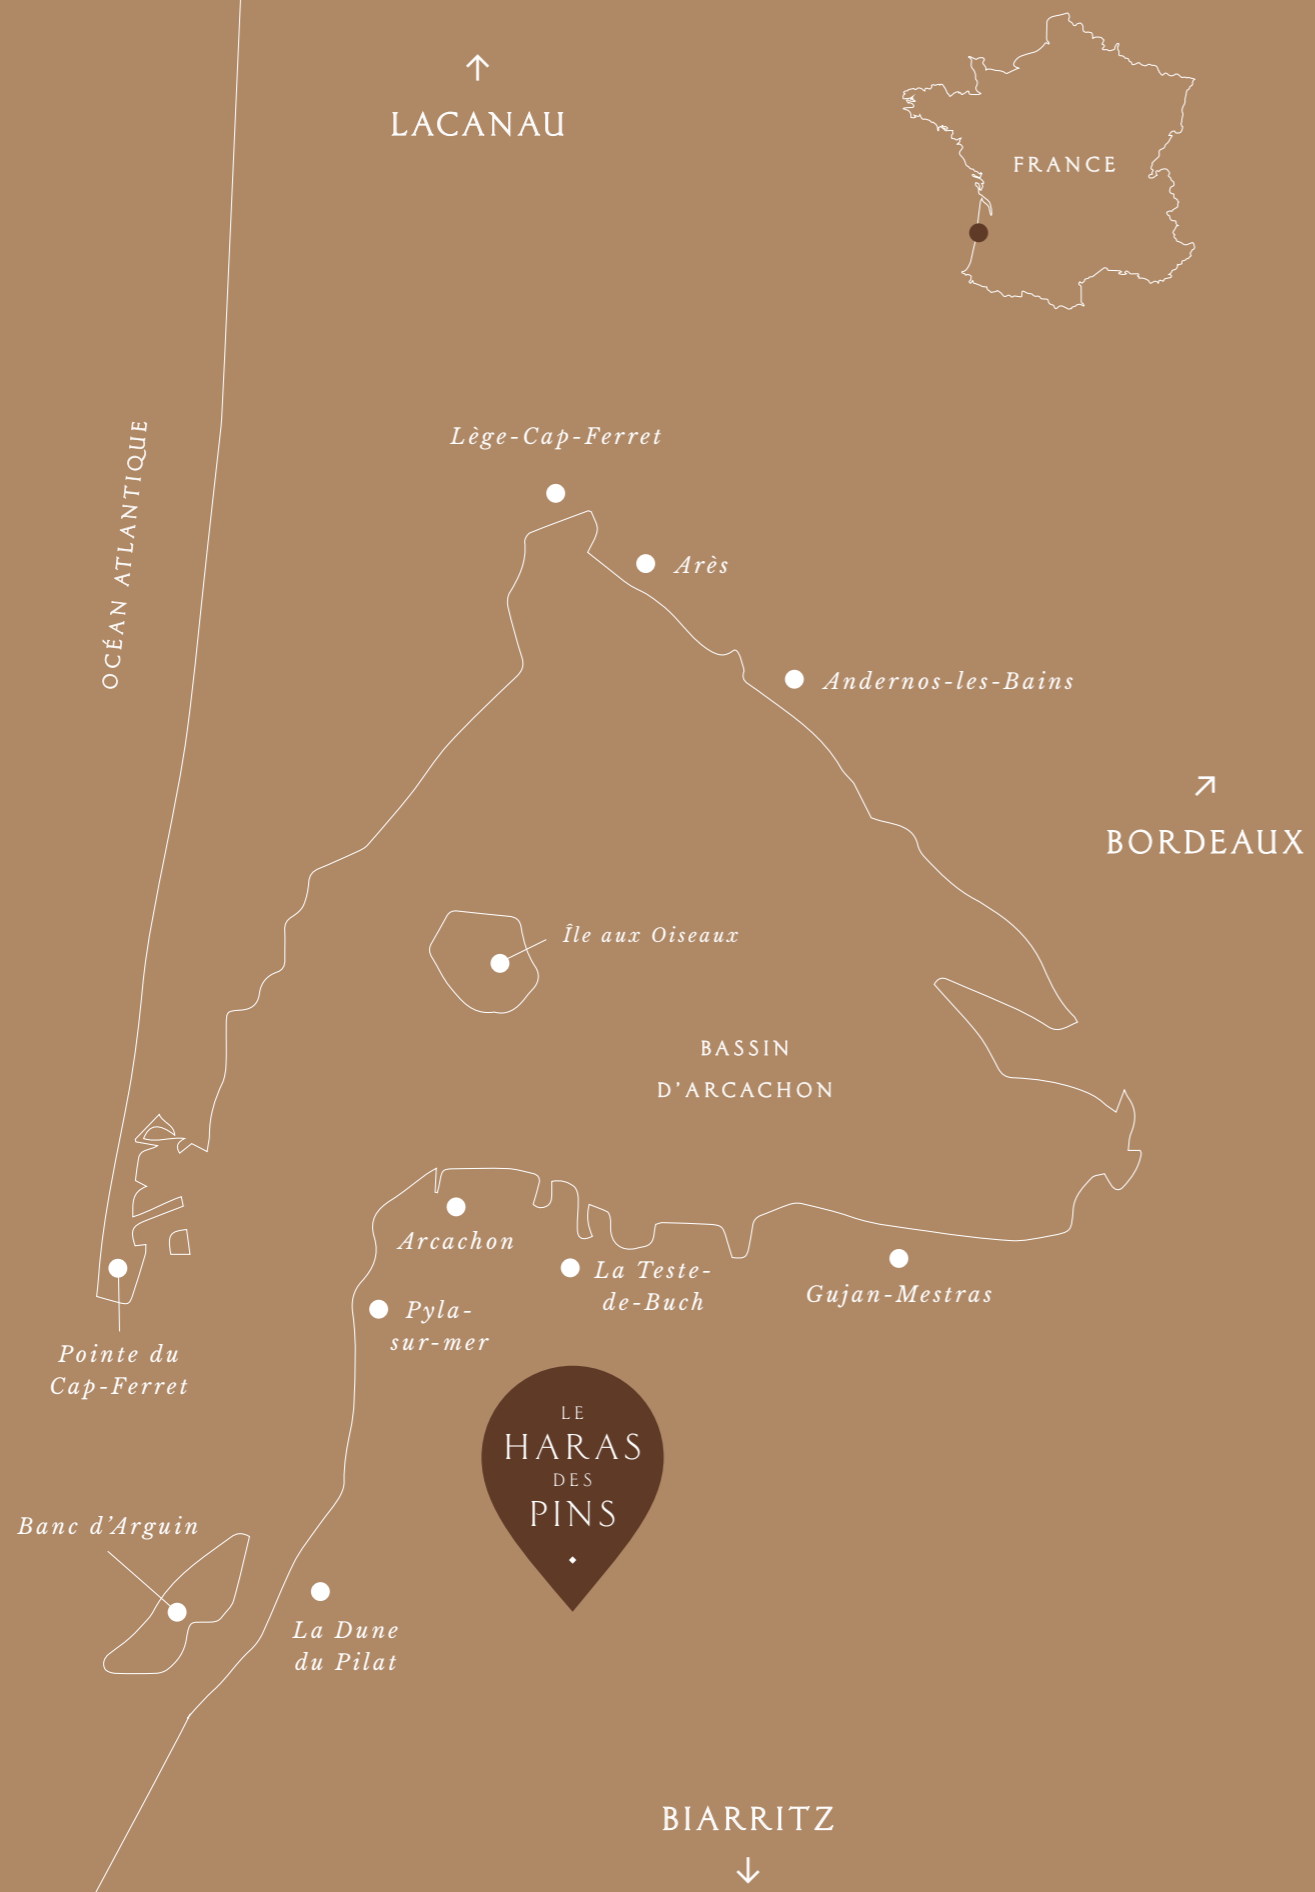 LACANAU
FRANCE
OCÉAN ATLANTIQUE
Lège-Cap-Ferret
Arès
Andernos-les-Bains
BORDEAUX
Île aux Oiseaux
BASSIN
D’ARCACHON
Arcachon
La Teste-
de-Buch
Gujan-Mestras
Pyla-
sur-mer
Pointe du
Cap-Ferret
LE
HARAS
DES
PINS
Banc d’Arguin
La Dune
du Pilat
BIARRITZ